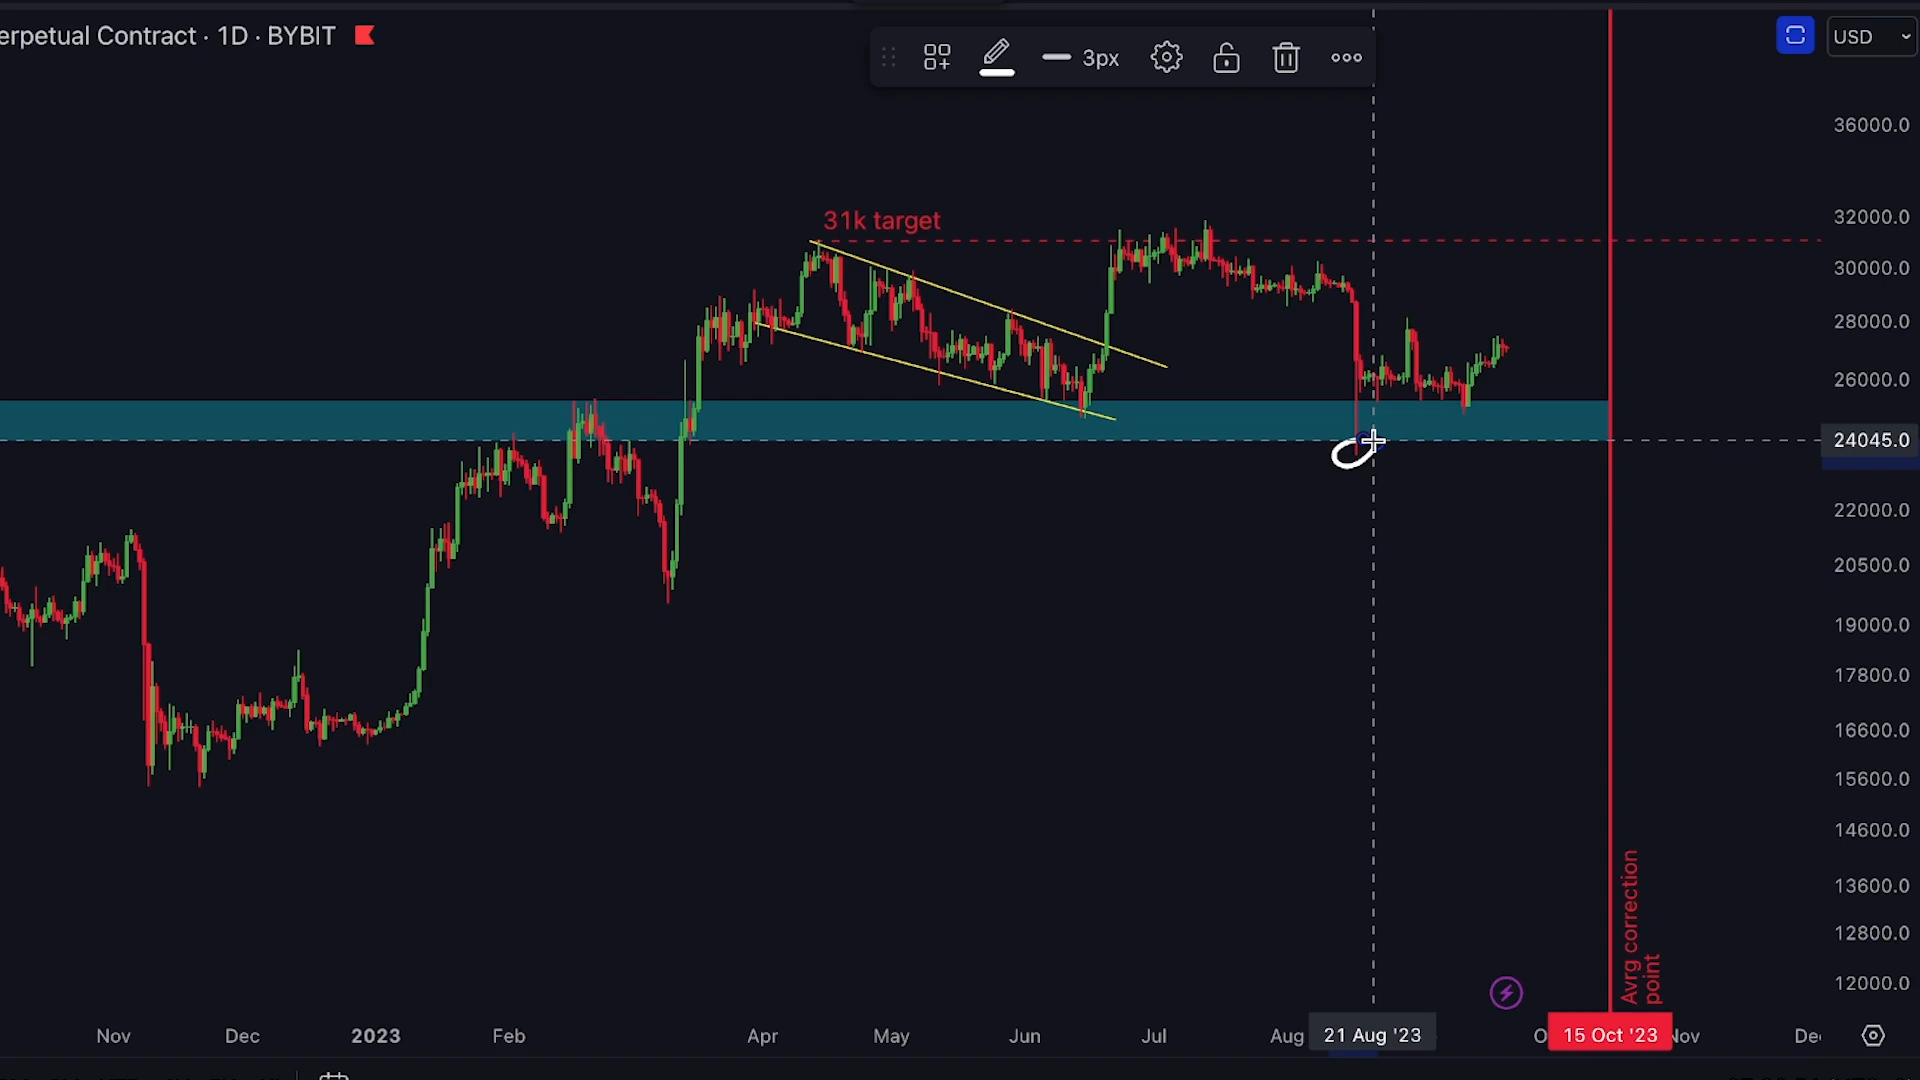 erpetual Contract · 1D · BYBIT
3px
USD
36000.0
31k target
32000.0
30000.0
28000.0
26000.0
24045.0
22000.0
20500.0
19000.0
17800.0
16600.0
15600.0
14600.0
13600.0
12800.0
12000.0
Avrg correction
point
Nov Dec 2023 Feb Apr May Jun Jul Aug 21 Aug '23 O 15 Oct '23 Nov De